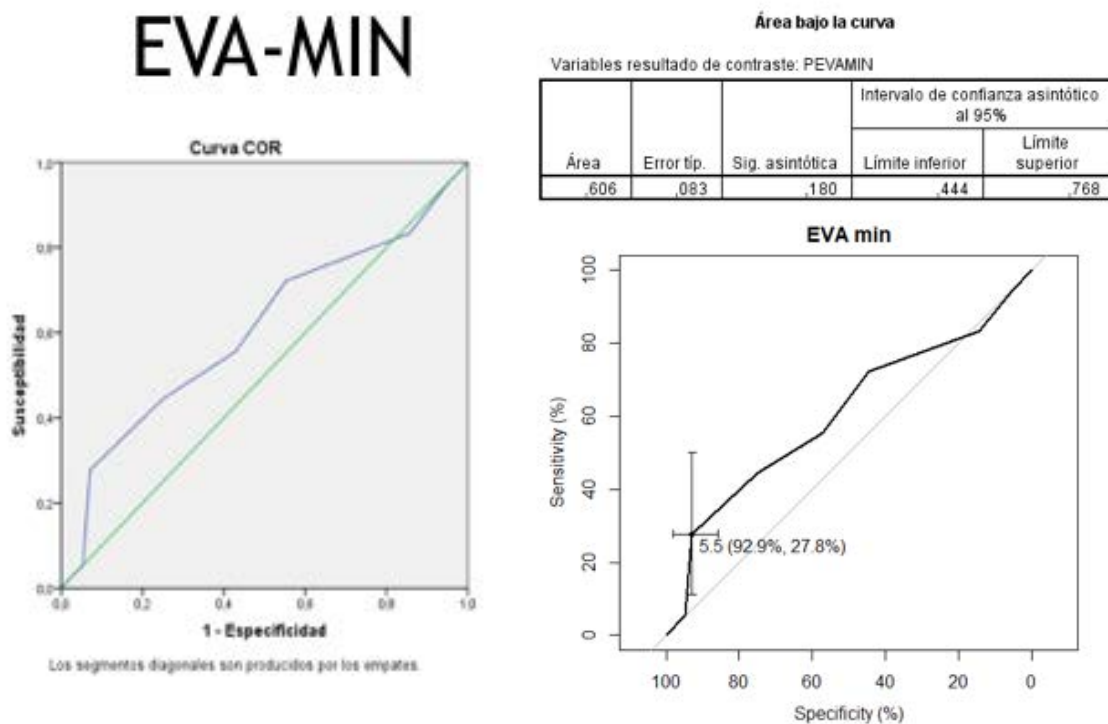 EVA-MIN
Curva COR
1,0
0,8
0,6
0,4
0,2
0,0
Susceptibilidad
0,0 0,2 0,4 0,6 0,8 1,0
1 - Especificidad
Los segmentos diagonales son producidos por los empates.
Área bajo la curva
Variables resultado de contraste: PEVAMIN
Intervalo de confianza asintótico
al 95%
Límite
Área Error típ. Sig. asintótica Límite inferior superior
,606 ,083 ,180 ,444 ,768
EVA min
100
80
60
40
20
0
Sensitivity (%)
5.5 (92.9%, 27.8%)
100 80 60 40 20 0
Specificity (%)